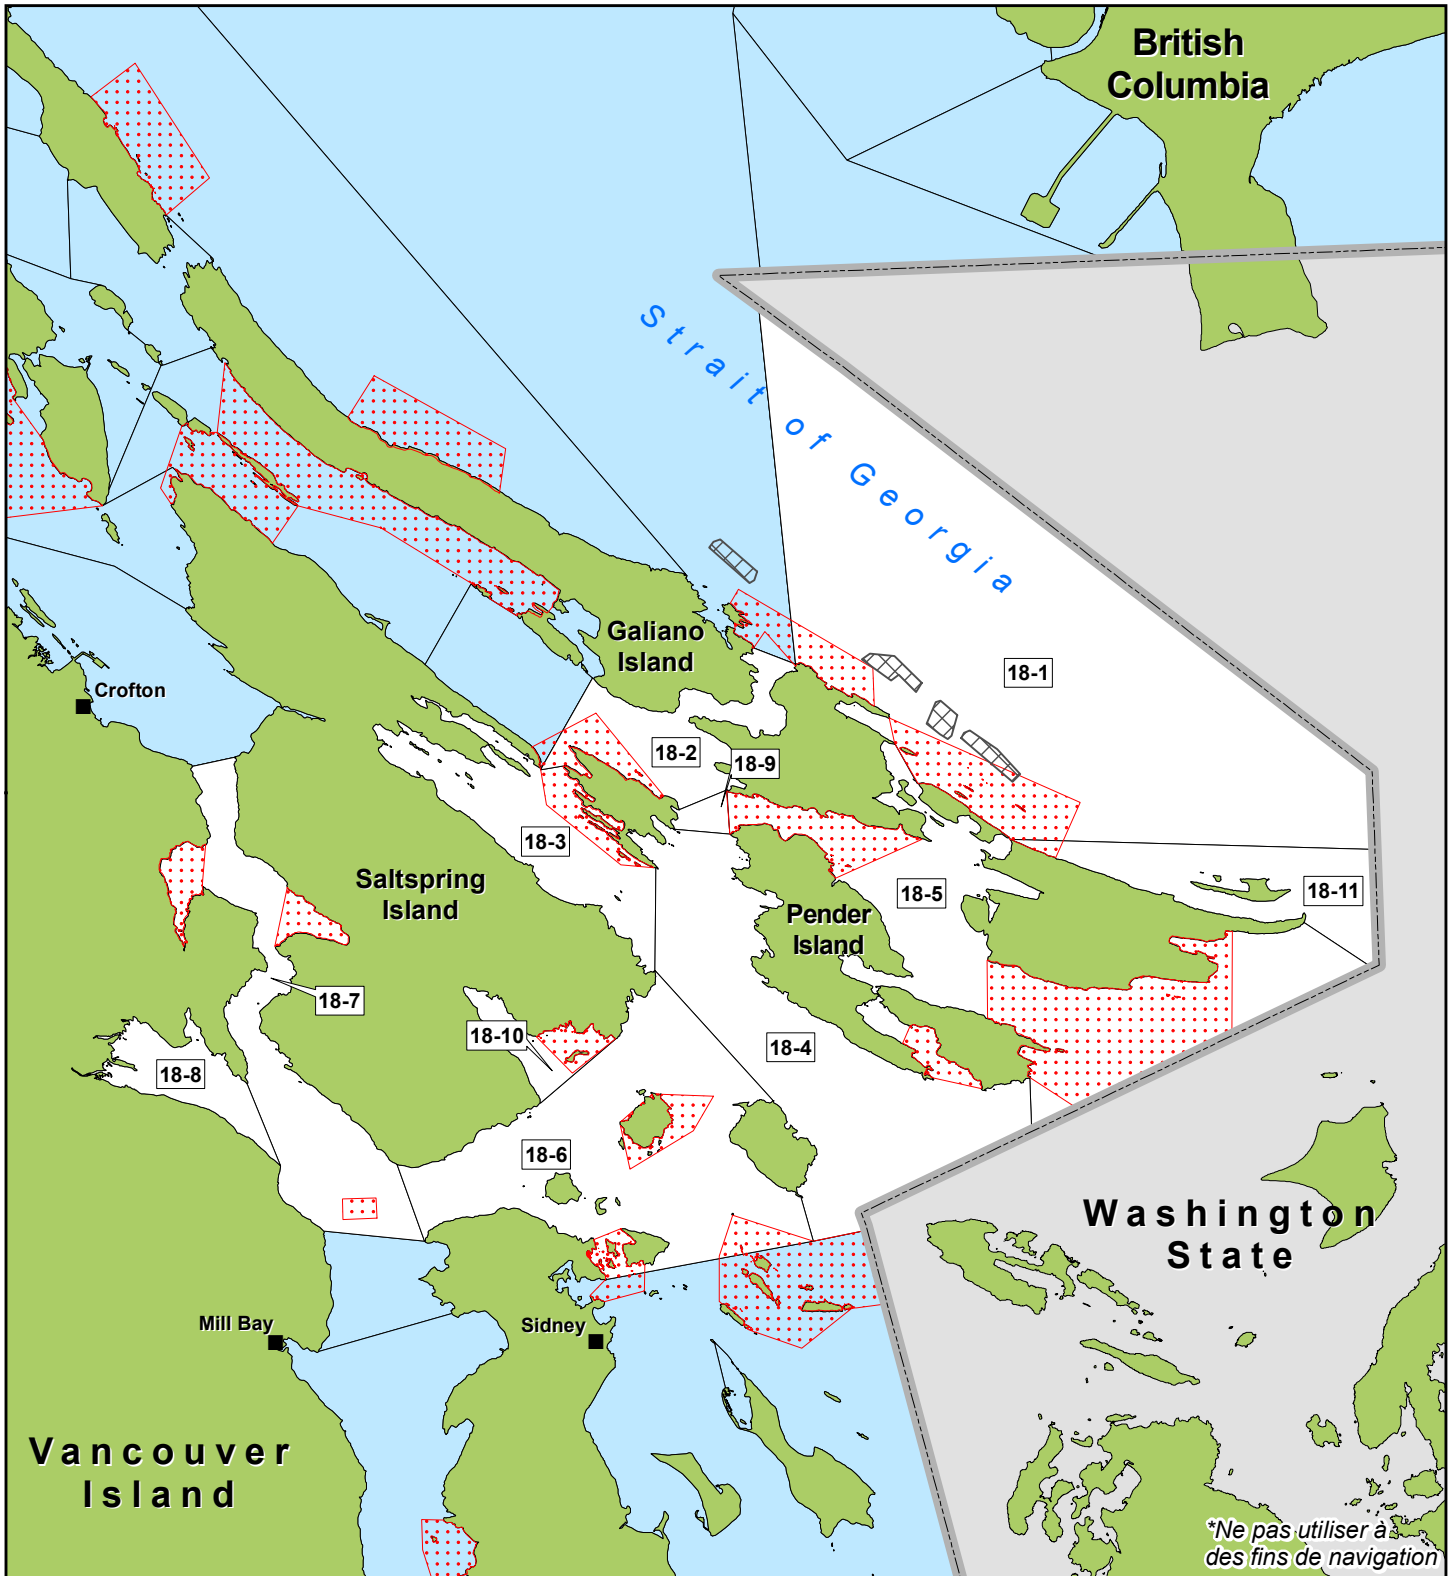 British
Columbia
Strait of Georgia
Galiano
Island
Crofton
18-1
18-2
18-9
18-3
Saltspring
Island
18-5
18-11
Pender
Island
18-7
18-10
18-4
18-8
18-6
Washington
State
Mill Bay
Sidney
Vancouver
Island
*Ne pas utiliser à
des fins de navigation